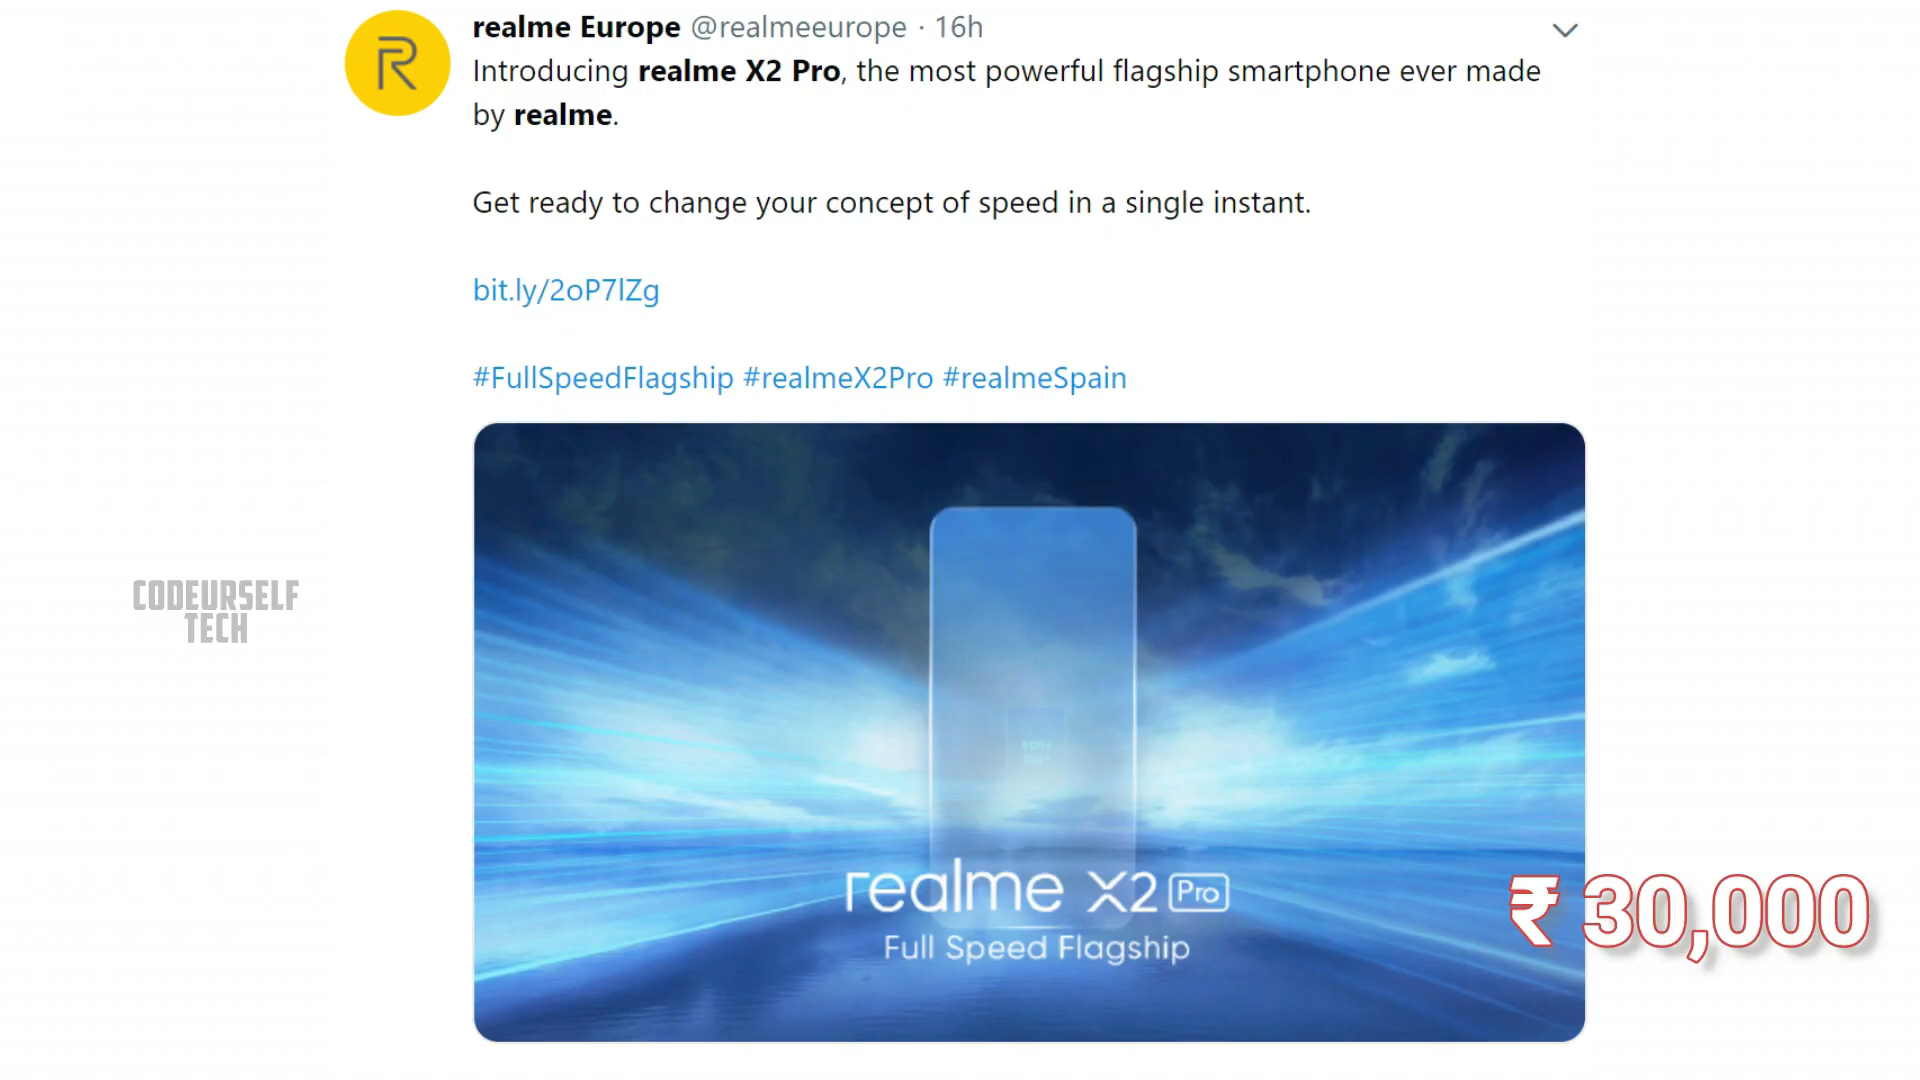 realme Europe @realmeeurope · 16h
Introducing realme X2 Pro, the most powerful flagship smartphone ever made
by realme.
Get ready to change your concept of speed in a single instant.
bit.ly/2oP7lZg
#FullSpeedFlagship #realmeX2Pro #realmeSpain
CODEURSELF
TECH
realme X2 Pro
Full Speed Flagship
₹ 30,000